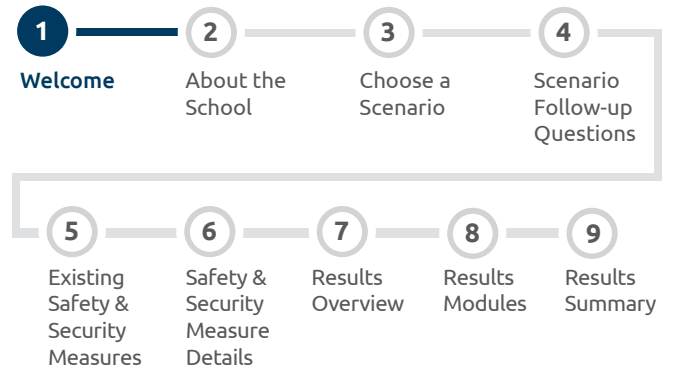 1
2
3
4
Welcome
About the
School
Choose a
Scenario
Scenario
Follow-up
Questions
5
6
7
8
9
Existing
Safety &
Security
Measures
Safety &
Security
Measure
Details
Results
Overview
Results
Modules
Results
Summary